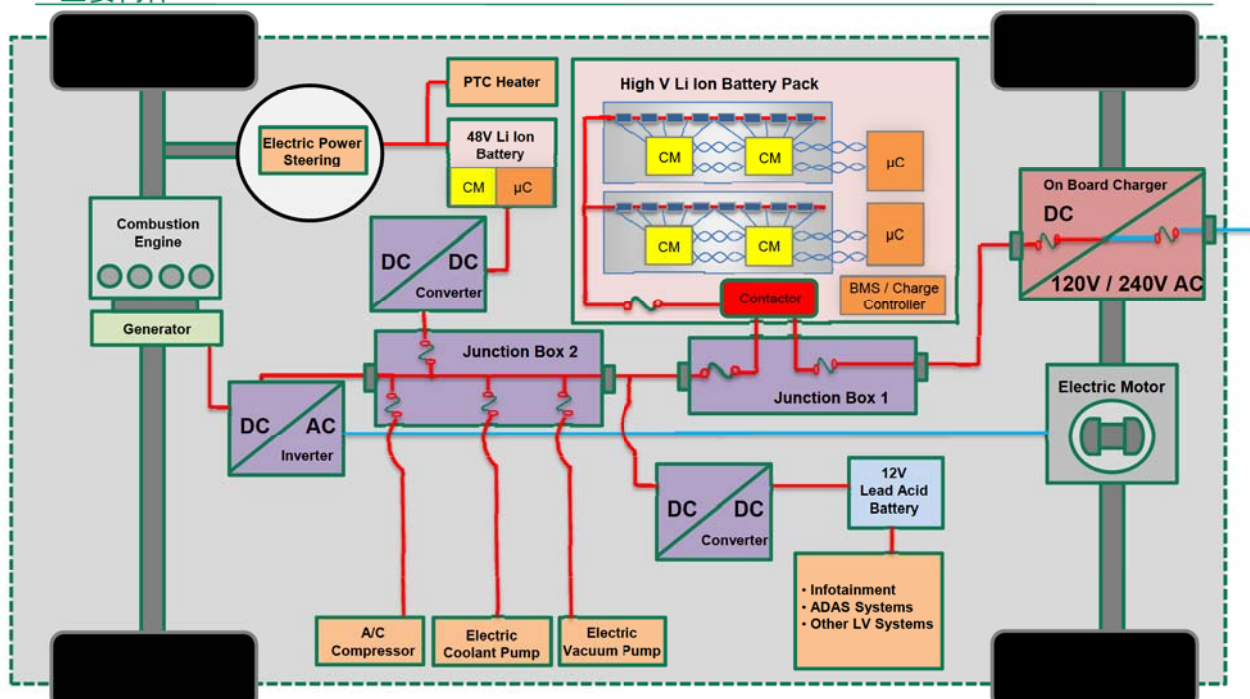 PTC Heater
High V Li Ion Battery Pack
Electric Power
Steering
48V Li Ion
Battery
CM
µC
CM
CM
µC
CM
CM
µC
On Board Charger
DC
120V / 240V AC
Combustion
Engine
DC
DC
Converter
Contactor
BMS / Charge
Controller
Generator
Junction Box 2
Junction Box 1
Electric Motor
DC
AC
Inverter
DC
DC
Converter
12V
Lead Acid
Battery
• Infotainment
• ADAS Systems
• Other LV Systems
A/C
Compressor
Electric
Coolant Pump
Electric
Vacuum Pump